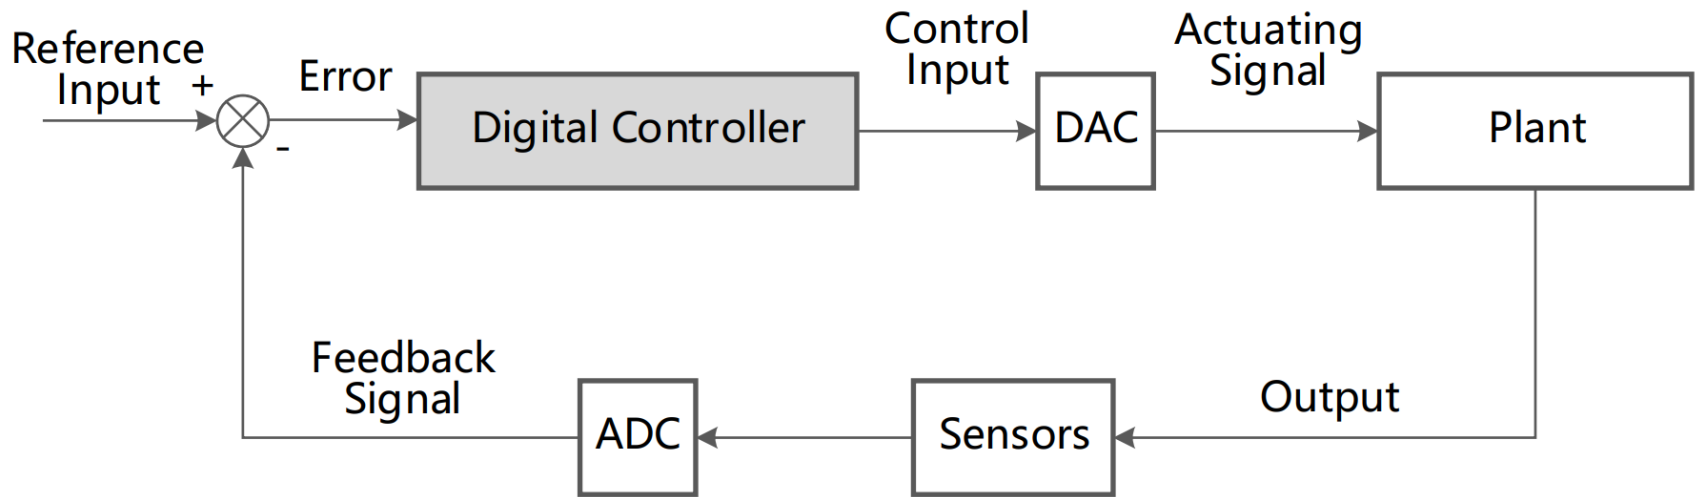 Reference
Input
+
-
Error
Digital Controller
Control
Input
DAC
Actuating
Signal
Plant
Feedback
Signal
ADC
Sensors
Output